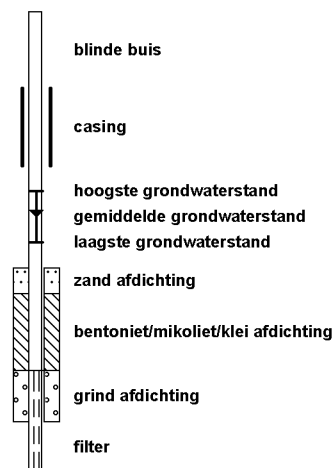 blinde buis
casing
hoogste grondwaterstand
gemiddelde grondwaterstand
laagste grondwaterstand
zand afdichting
bentoniet/mikoliet/klei afdichting
grind afdichting
filter